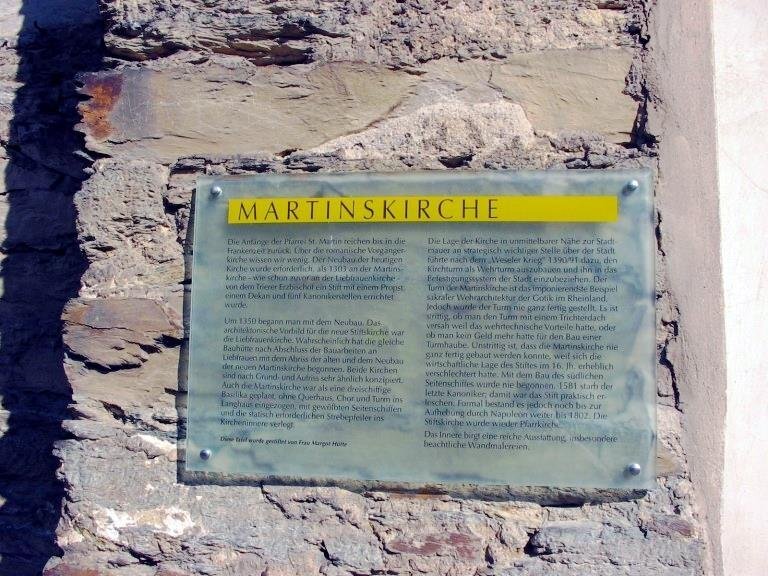 MARTINSKIRCHE
Die Anfänge der Pfarrei St. Martin reichen bis in die
Frankenzeit zurück. Über die romanische Vorgänger-
kirche wissen wir wenig. Der Neubau der heutigen
Kirche wurde erforderlich, als 1303 an der Martins-
kirche - wie schon zuvor an der Liebfrauenkirche -
von dem Trierer Erzbischof ein Stift mit einem Propst,
einem Dekan und fünf Kanonikerstellen errichtet
wurde.
Um 1350 begann man mit dem Neubau. Das
architektonische Vorbild für die neue Stiftskirche war
die Liebfrauenkirche. Wahrscheinlich hat die gleiche
Bauhütte nach Abschluss der Bauarbeiten an
Liebfrauen mit dem Abriss der alten und dem Neubau
der neuen Martinskirche begonnen. Beide Kirchen
sind nach Grund- und Aufriss sehr ähnlich konzipiert.
Auch die Martinskirche war als eine dreischiffige
Basilika geplant, ohne Querhaus, Chor und Turm ins
Langhaus eingezogen, mit gewölbten Seitenschiffen
und die statisch erforderlichen Strebepfeiler ins
Kircheninnere verlegt.
Diese Tafel wurde gestiftet von Frau Margot Hütte
Die Lage der Kirche in unmittelbarer Nähe zur Stadt-
mauer an strategisch wichtiger Stelle über der Stadt
führte nach dem „Weseler Krieg" 1390/91 dazu, den
Kirchturm als Wehrturm auszubauen und ihn in das
Befestigungssystem der Stadt einzubeziehen. Der
Turm der Martinskirche ist das imponierendste Beispiel
sakraler Wehrarchitektur der Gotik im Rheinland.
Jedoch wurde der Turm nie ganz fertig gestellt. Es ist
strittig, ob man den Turm mit einem Trichterdach
versah weil das wehrtechnische Vorteile hatte, oder
ob man kein Geld mehr hatte für den Bau einer
Turmhaube. Unstrittig ist, dass die Martinskirche nie
ganz fertig gebaut werden konnte, weil sich die
wirtschaftliche Lage des Stiftes im 16. Jh. erheblich
verschlechtert hatte. Mit dem Bau des südlichen
Seitenschiffes wurde nie begonnen. 1581 starb der
letzte Kanoniker; damit war das Stift praktisch er-
loschen. Formal bestand es jedoch noch bis zur
Aufhebung durch Napoleon weiter bis 1802. Die
Stiftskirche wurde wieder Pfarrkirche.
Das Innere birgt eine reiche Ausstattung, insbesondere
beachtliche Wandmalereien.